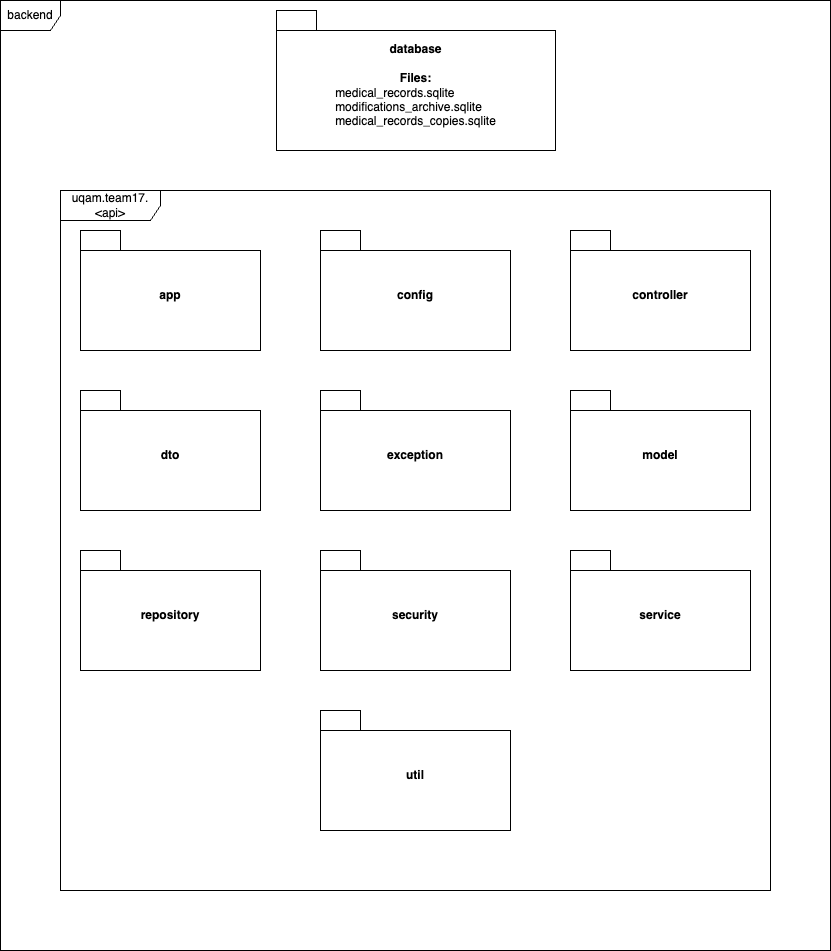 backend
database
Files:
medical_records.sqlite
modifications_archive.sqlite
medical_records_copies.sqlite
uqam.team17.
<api>
app
config
controller
dto
exception
model
repository
security
service
util